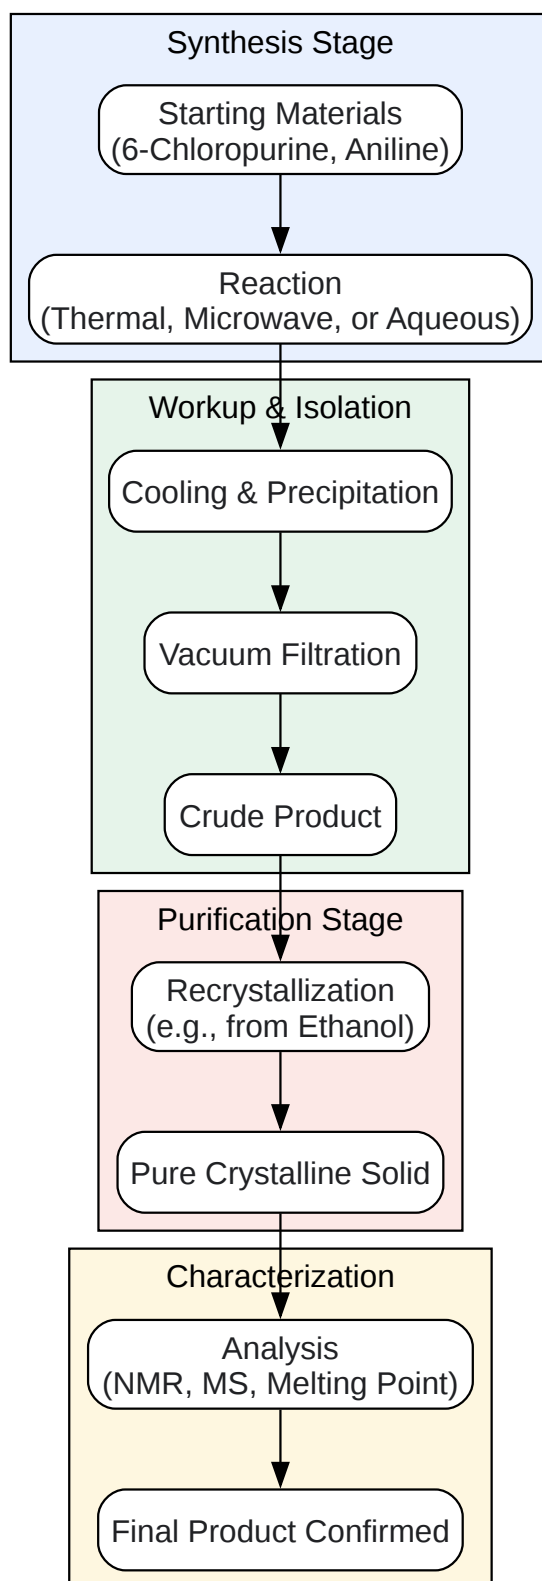 Synthesis Stage
Starting Materials
(6-Chloropurine, Aniline)
Reaction
(Thermal, Microwave, or Aqueous)
Workup & Isolation
Cooling & Precipitation
Vacuum Filtration
Crude Product
Purification Stage
Recrystallization
(e.g., from Ethanol)
Pure Crystalline Solid
Characterization
Analysis
(NMR, MS, Melting Point)
Final Product Confirmed